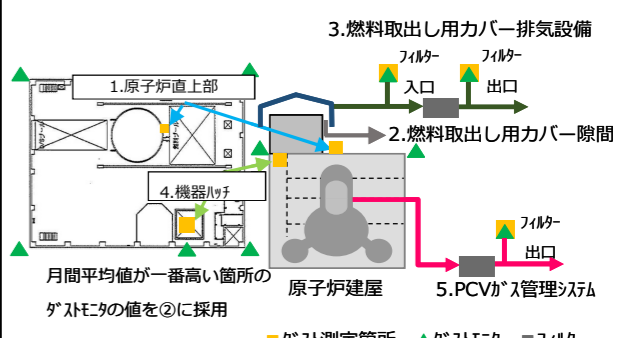 3.燃料取出し用カバー排気設備
フィルター
フィルター
入口
出口
1.原子炉直上部
2.燃料取出し用カバー隙間
4.機器ハッチ
フィルター
出口
月間平均値が一番高い箇所の
ダストモニタの値を②に採用
原子炉建屋
5.PCVガス管理システム